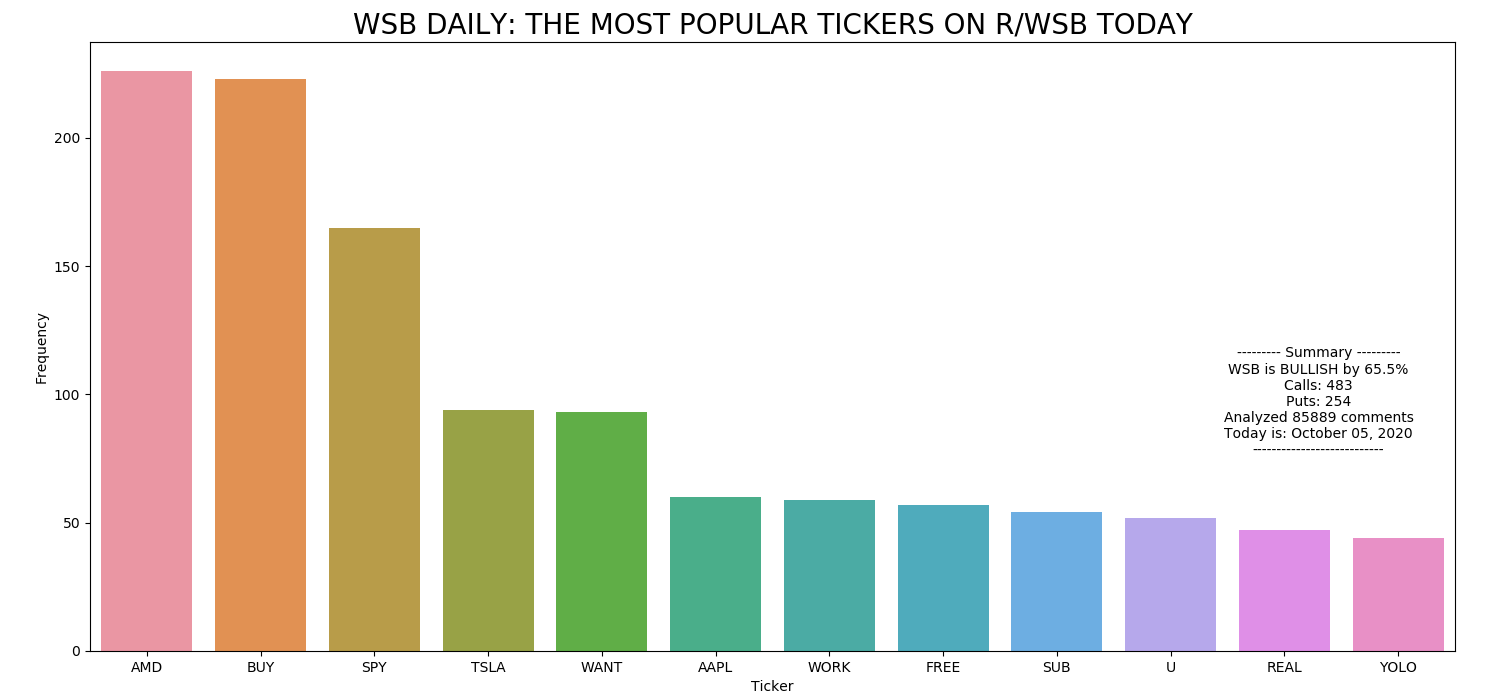 WSB DAILY: THE MOST POPULAR TICKERS ON R/WSB TODAY
Frequency
200
150
100
50
0
--------- Summary ---------
WSB is BULLISH by 65.5%
Calls: 483
Puts: 254
Analyzed 85889 comments
Today is: October 05, 2020
---------------------------
AMD BUY SPY TSLA WANT AAPL WORK FREE SUB U REAL YOLO
Ticker